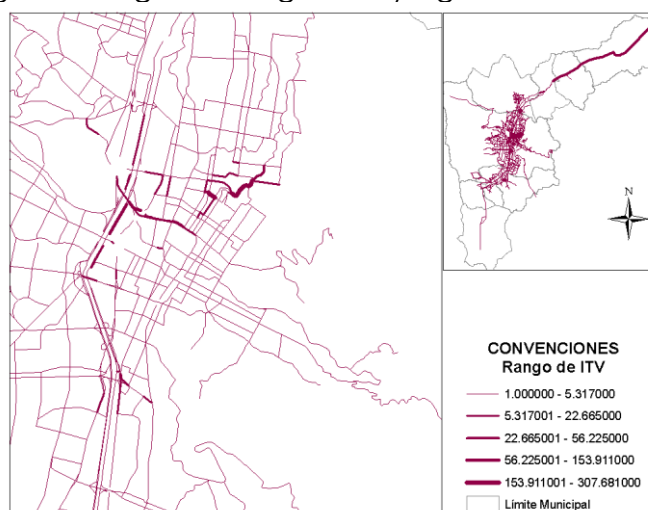 N
CONVENCIONES
Rango de ITV
1.000000 - 5.317000
5.317001 - 22.665000
22.665001 - 56.225000
56.225001 - 153.911000
153.911001 - 307.681000
Límite Municipal